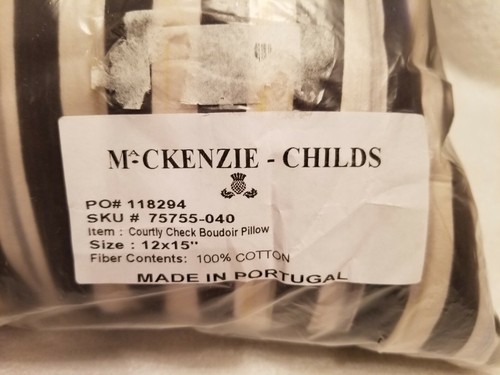 M^CKENZIE - CHILDS
PO# 118294
SKU # 75755-040
Item : Courtly Check Boudoir Pillow
Size : 12x15"
Fiber Contents: 100% COTTON
MADE IN PORTUGAL